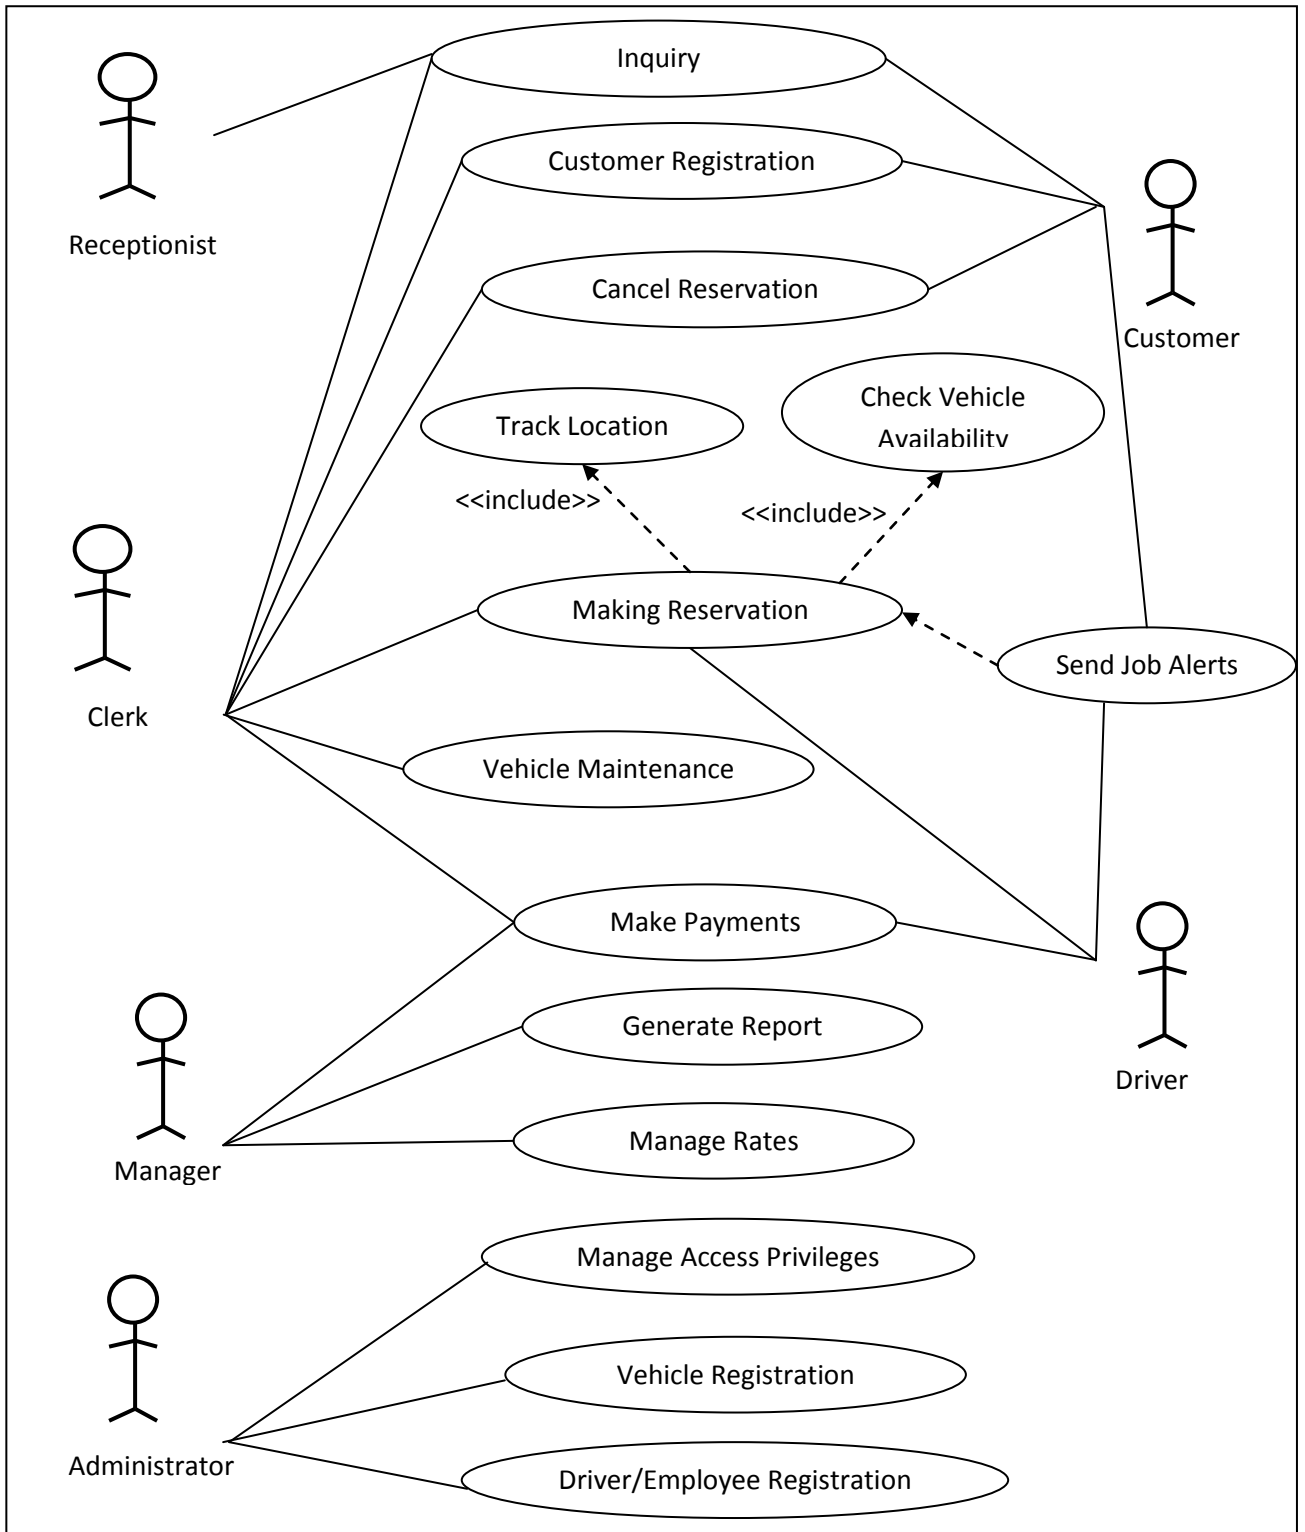 Inquiry
Customer Registration
Receptionist
Cancel Reservation
Customer
Check Vehicle
Availability
Track Location
<<include>>
<<include>>
Making Reservation
Send Job Alerts
Clerk
Vehicle Maintenance
Make Payments
Generate Report
Driver
Manage Rates
Manager
Manage Access Privileges
Vehicle Registration
Administrator
Driver/Employee Registration